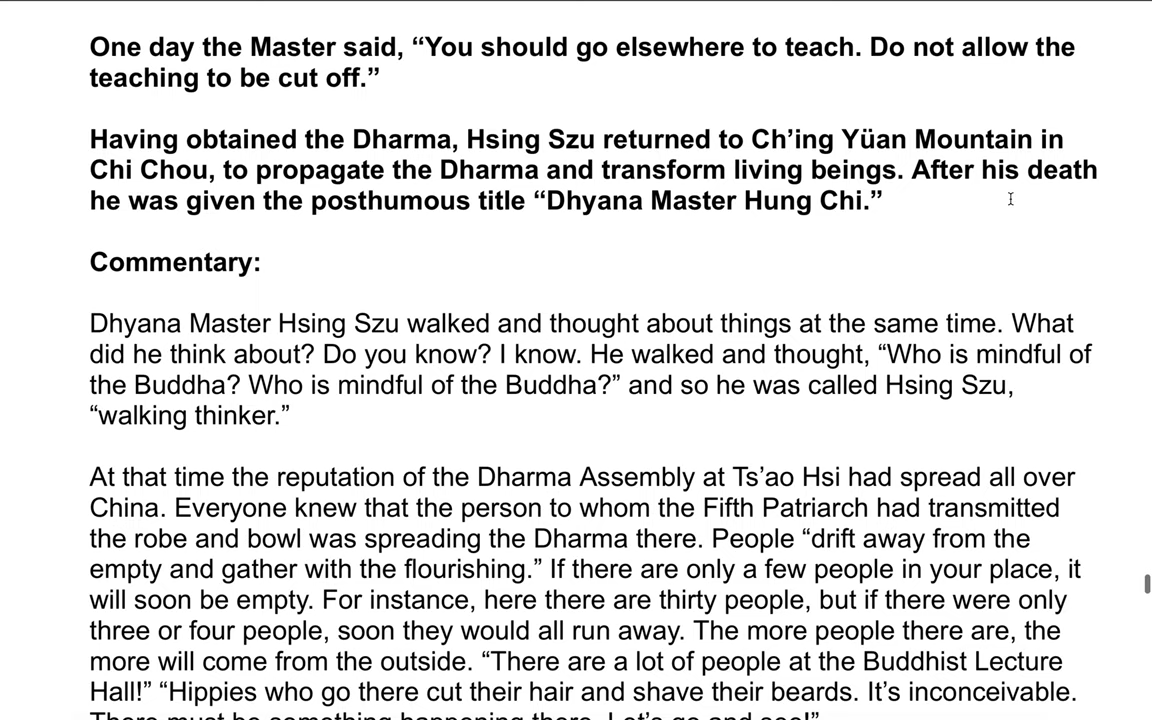 One day the Master said, “You should go elsewhere to teach. Do not allow the
teaching to be cut off.”
Having obtained the Dharma, Hsing Szu returned to Ch’ing Yüan Mountain in
Chi Chou, to propagate the Dharma and transform living beings. After his death
he was given the posthumous title “Dhyana Master Hung Chi.”
Commentary:
Dhyana Master Hsing Szu walked and thought about things at the same time. What
did he think about? Do you know? I know. He walked and thought, “Who is mindful of
the Buddha? Who is mindful of the Buddha?” and so he was called Hsing Szu,
“walking thinker.”
At that time the reputation of the Dharma Assembly at Ts’ao Hsi had spread all over
China. Everyone knew that the person to whom the Fifth Patriarch had transmitted
the robe and bowl was spreading the Dharma there. People “drift away from the
empty and gather with the flourishing.” If there are only a few people in your place, it
will soon be empty. For instance, here there are thirty people, but if there were only
three or four people, soon they would all run away. The more people there are, the
more will come from the outside. “There are a lot of people at the Buddhist Lecture
Hall!” “Hippies who go there cut their hair and shave their beards. It’s inconceivable.
There must be something happening there. Let’s go and see!”